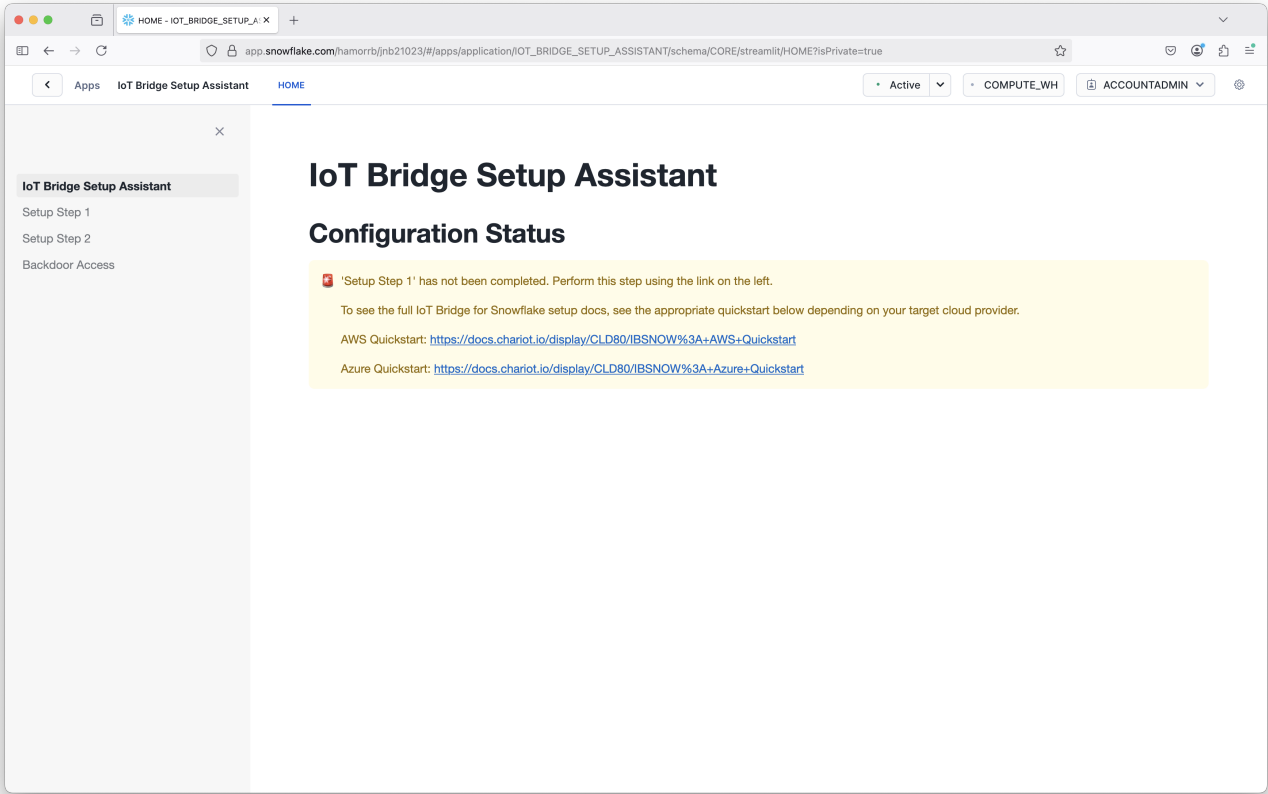 HOME - IOT_BRIDGE_SETUP_A
app.snowflake.com/hamorrb/jnb21023/#/apps/application/IOT_BRIDGE_SETUP_ASSISTANT/schema/CORE/streamlit/HOME?isPrivate=true
Apps IoT Bridge Setup Assistant HOME Active COMPUTE_WH ACCOUNTADMIN
IoT Bridge Setup Assistant
Setup Step 1
Setup Step 2
Backdoor Access
IoT Bridge Setup Assistant
Configuration Status
'Setup Step 1' has not been completed. Perform this step using the link on the left.
To see the full IoT Bridge for Snowflake setup docs, see the appropriate quickstart below depending on your target cloud provider.
AWS Quickstart: https://docs.chariot.io/display/CLD80/IBSNOW%3A+AWS+Quickstart
Azure Quickstart: https://docs.chariot.io/display/CLD80/IBSNOW%3A+Azure+Quickstart